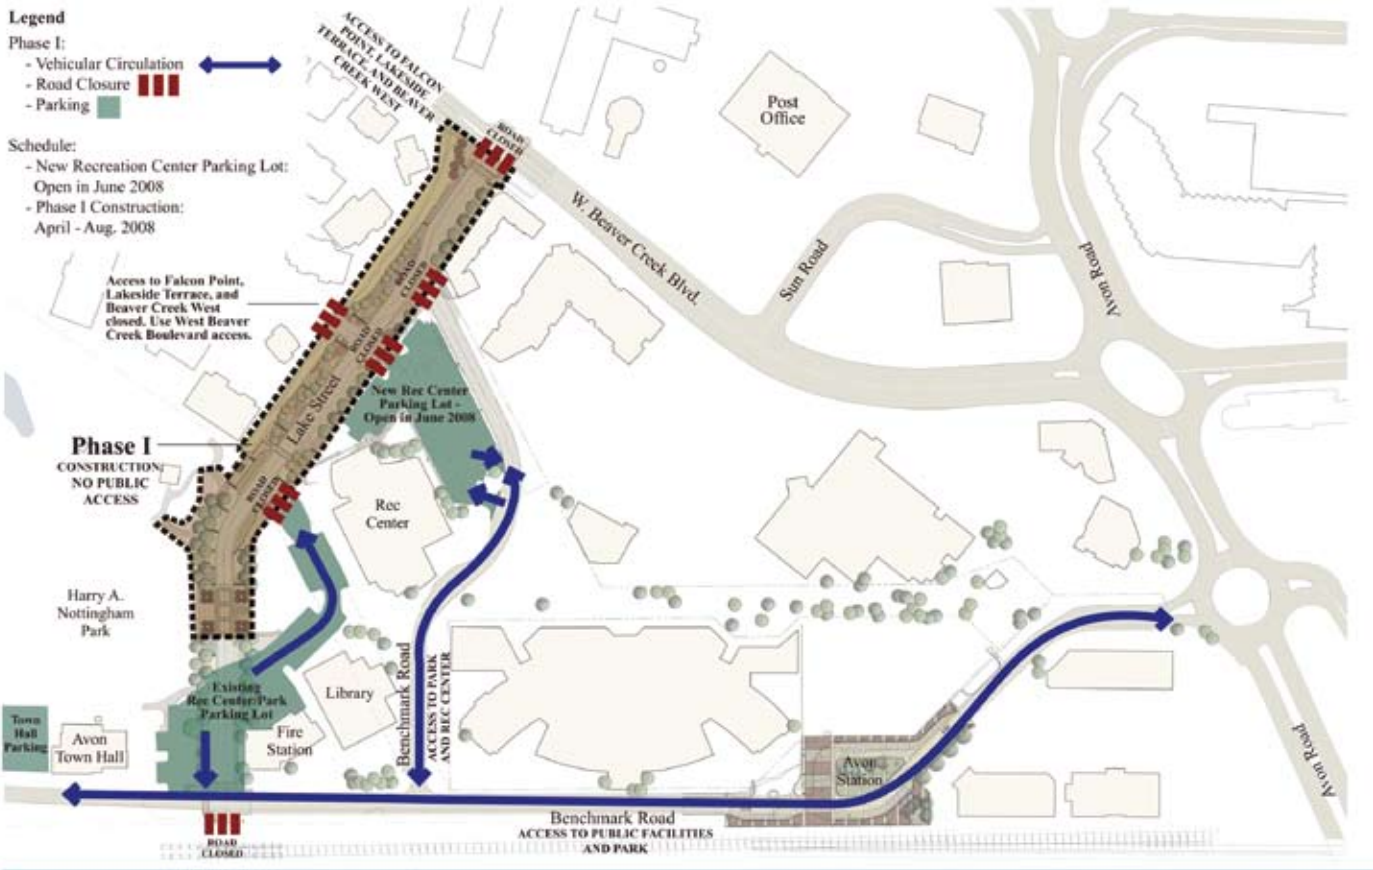 Legend
Phase I:
- Vehicular Circulation
- Road Closure
- Parking
Schedule:
- New Recreation Center Parking Lot:
Open in June 2008
- Phase I Construction:
April - Aug. 2008
ACCESS TO FALCON
POINT, LAKESIDE
TERRACE, AND BEAVER
CREEK WEST
ROAD
CLOSED
Post
Office
W. Beaver Creek Blvd.
Sun Road
Avon Road
Access to Falcon Point,
Lakeside Terrace, and
Beaver Creek West
closed. Use West Beaver
Creek Boulevard access.
ROAD
CLOSED
ROAD
CLOSED
Lake Street
New Rec Center
Parking Lot -
Open in June 2008
Phase I
CONSTRUCTION:
NO PUBLIC
ACCESS
ROAD
CLOSED
Rec
Center
Harry A.
Nottingham
Park
Existing
Rec Center/Park
Parking Lot
Library
Fire
Station
Town
Hall
Parking
Avon
Town Hall
Benchmark Road
ACCESS TO PARK
AND REC CENTER
Avon
Station
Avon Road
Benchmark Road
ACCESS TO PUBLIC FACILITIES
AND PARK
ROAD
CLOSED